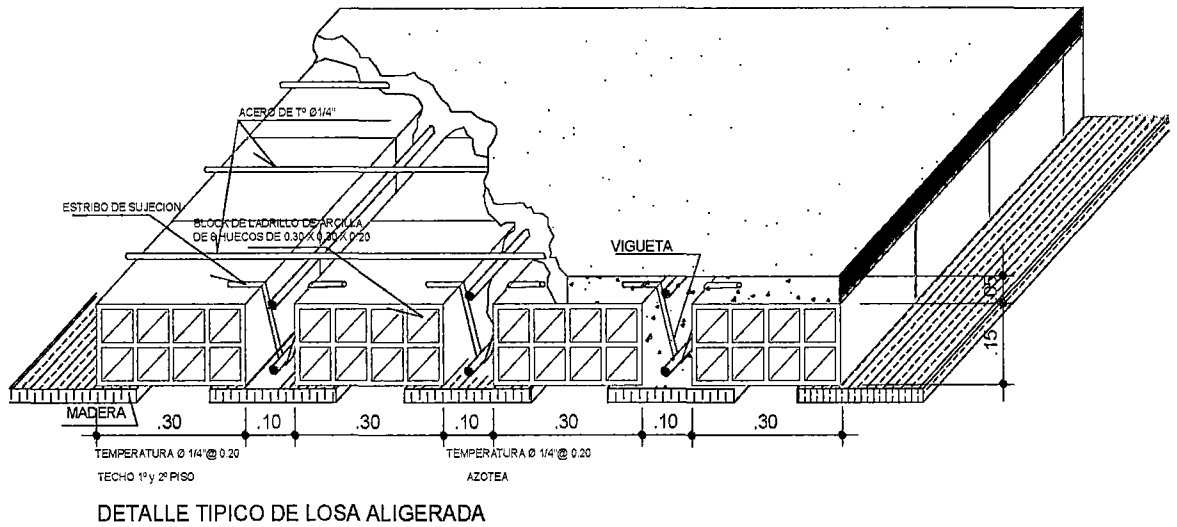 ACERO DE Tº Ø1/4"
ESTRIBO DE SUJECION
BLOCK DE LADRILLO DE ARCILLA
DE 8 HUECOS DE 0.30 X 0.30 X 0.20
VIGUETA
.05
.15
MADERA
.30 .10 .30 .10 .30 .10 .30
TEMPERATURA Ø 1/4"@ 0.20
TECHO 1º y 2º PISO
TEMPERATURA Ø 1/4"@ 0.20
AZOTEA
DETALLE TIPICO DE LOSA ALIGERADA